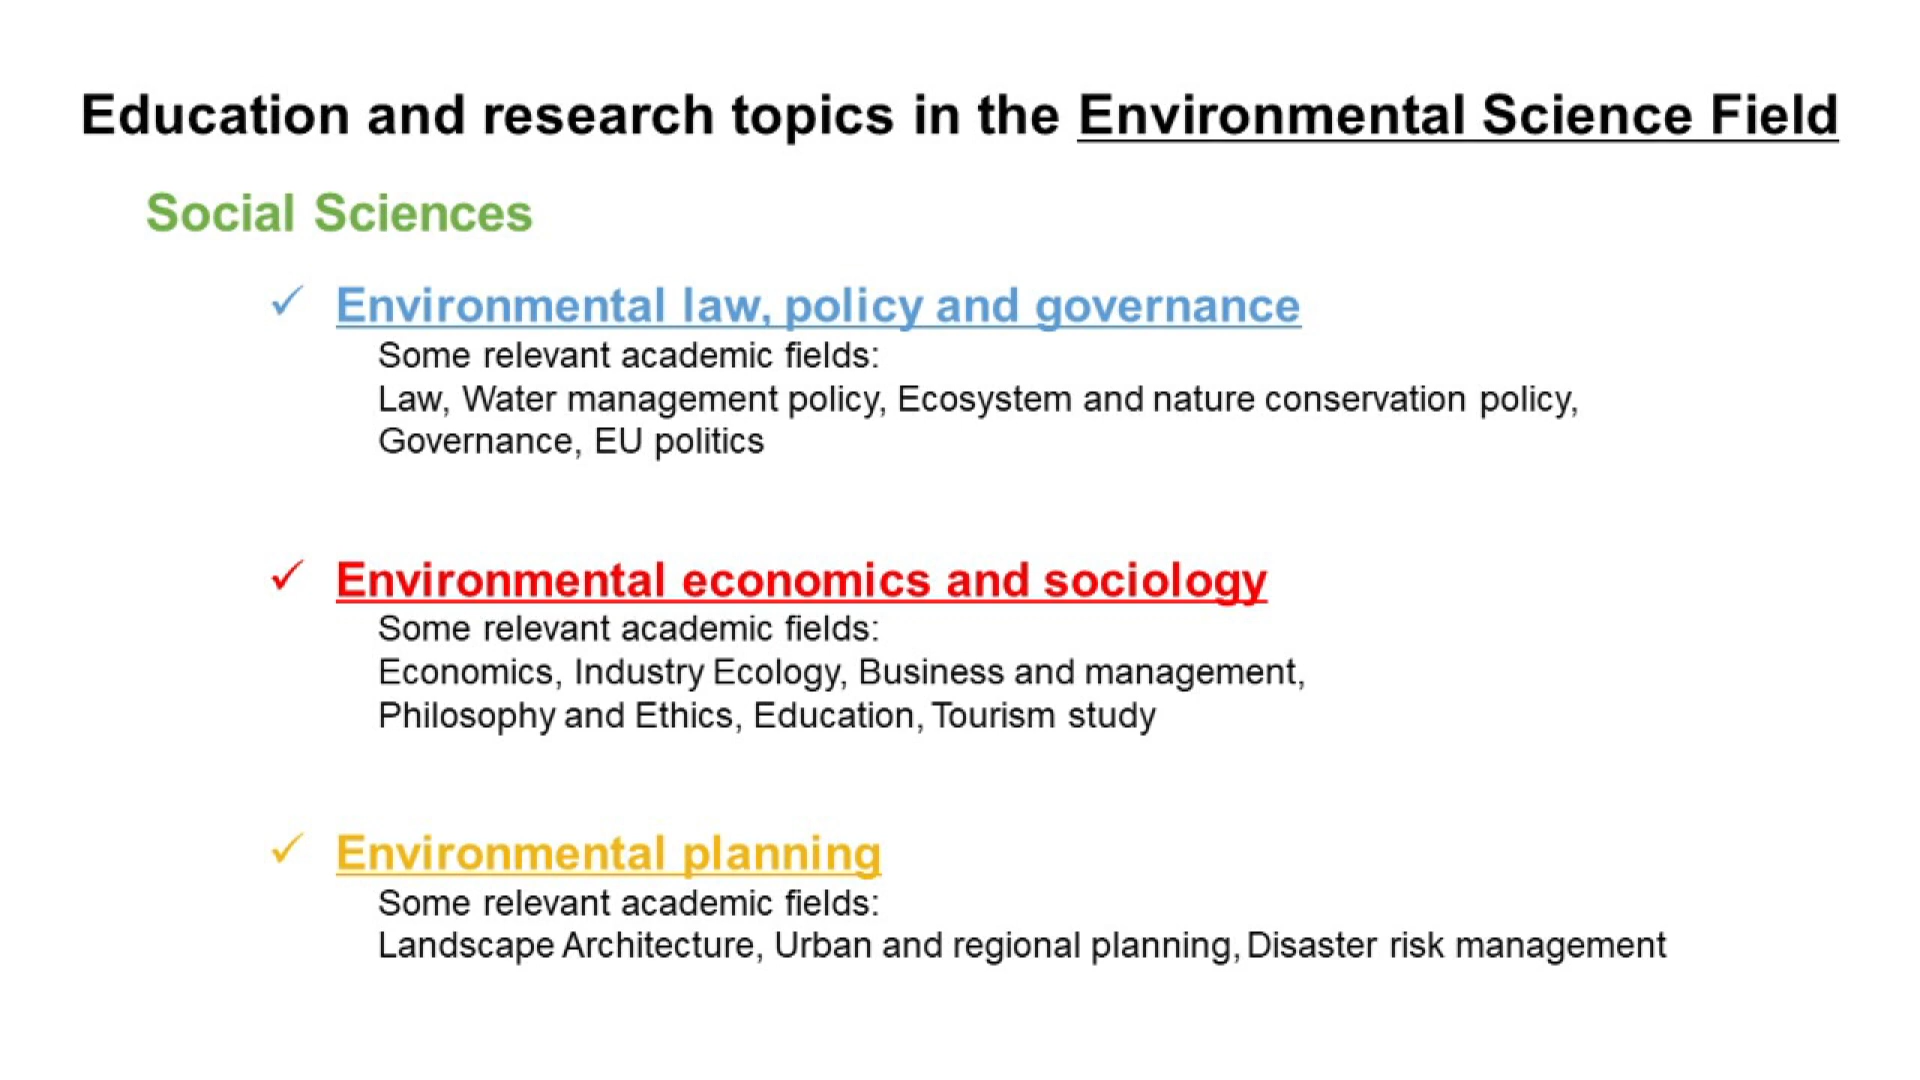 Education and research topics in the Environmental Science Field
Social Sciences
✓ Environmental law, policy and governance
Some relevant academic fields:
Law, Water management policy, Ecosystem and nature conservation policy,
Governance, EU politics
✓ Environmental economics and sociology
Some relevant academic fields:
Economics, Industry Ecology, Business and management,
Philosophy and Ethics, Education, Tourism study
✓ Environmental planning
Some relevant academic fields:
Landscape Architecture, Urban and regional planning, Disaster risk management